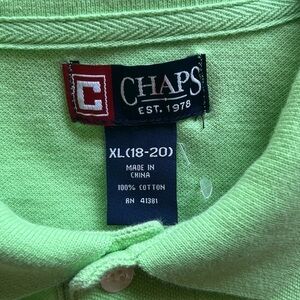 C CHAPS
EST. 1978
XL(18-20)
MADE IN
CHINA
100% COTTON
RN 41381